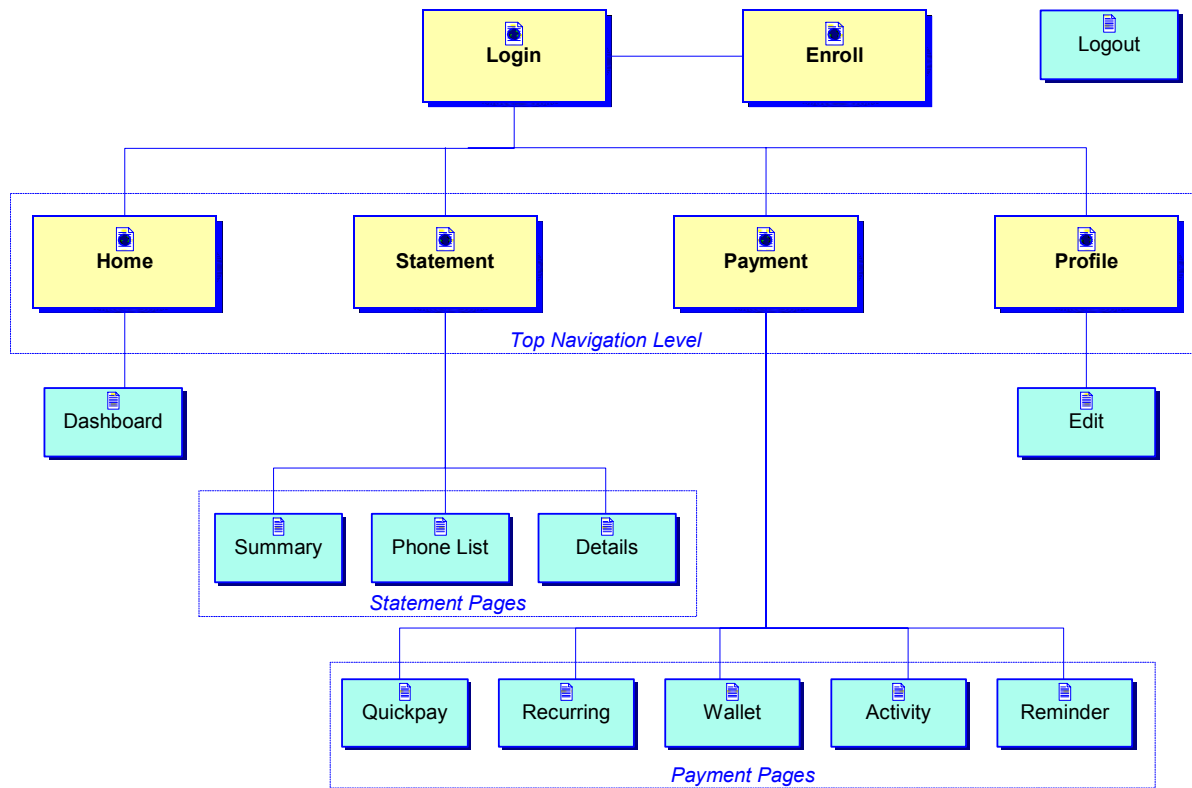 Login
Enroll
Logout
Home
Statement
Payment
Profile
Top Navigation Level
Dashboard
Edit
Summary
Phone List
Details
Statement Pages
Quickpay
Recurring
Wallet
Activity
Reminder
Payment Pages